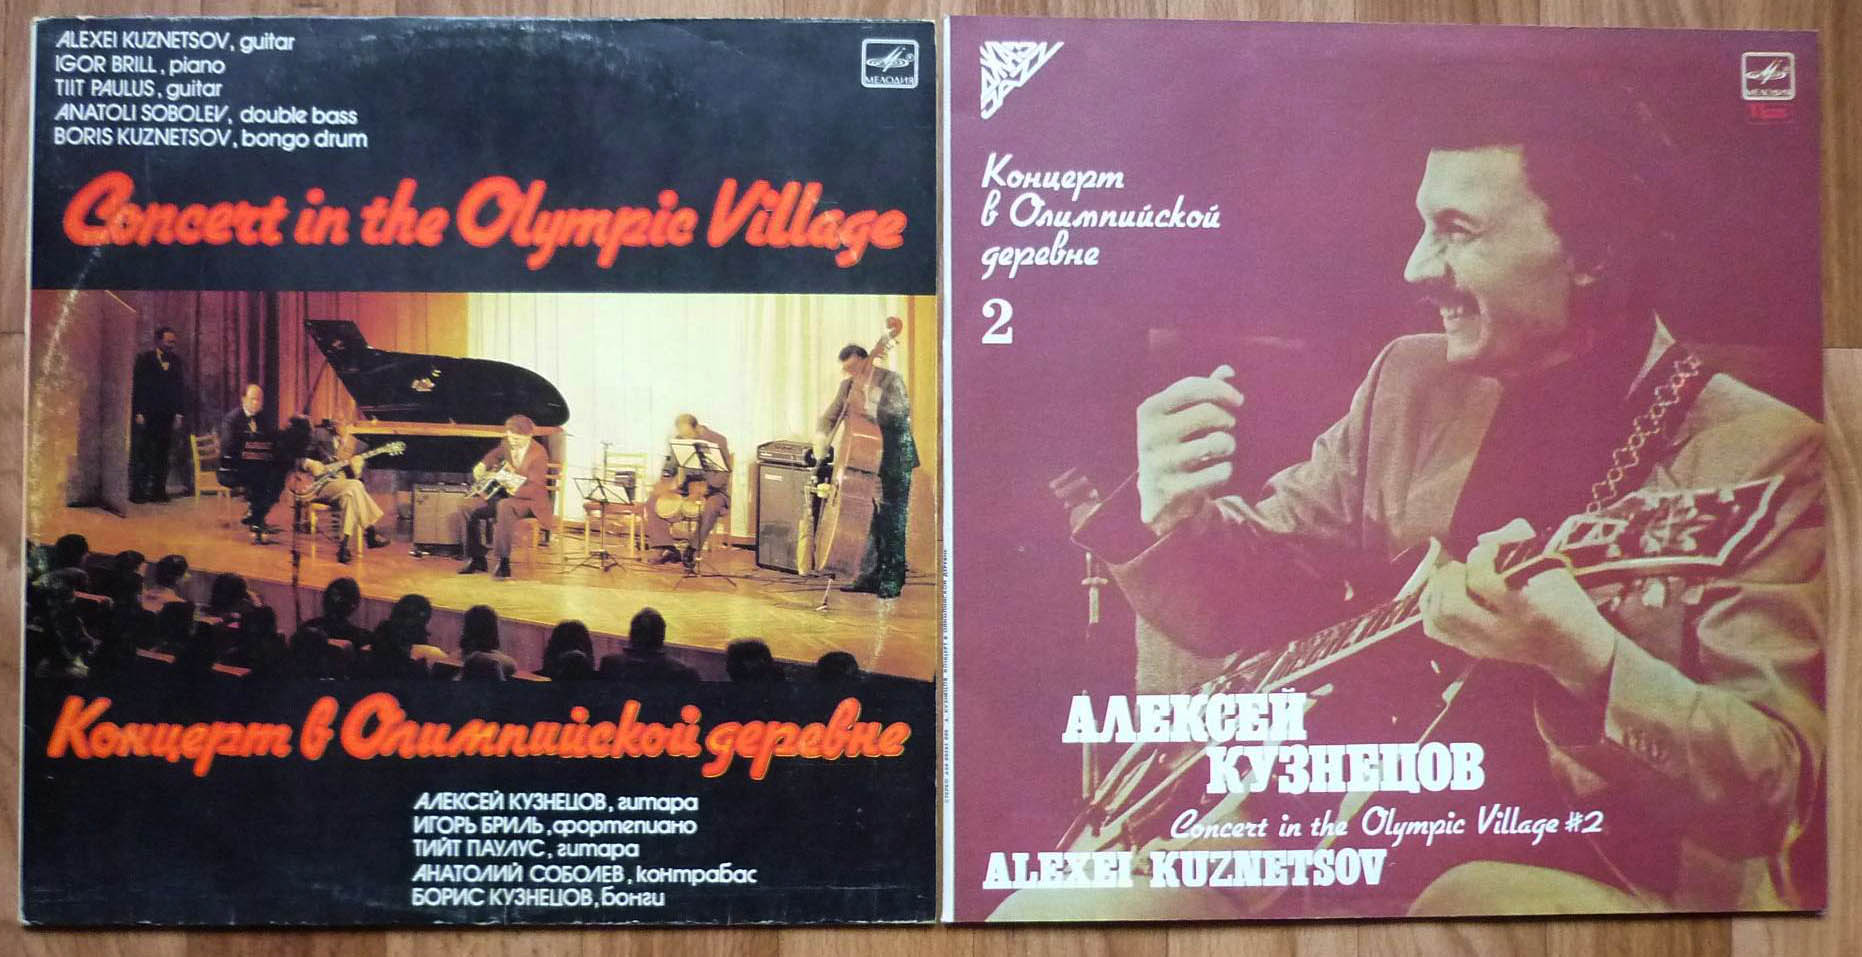 ALEXEI KUZNETSOV, guitar
IGOR BRILL, piano
TIIT PAULUS, guitar
ANATOLI SOBOLEV, double bass
BORIS KUZNETSOV, bongo drum
МЕЛОДИЯ
Concert in the Olympic Village
Концерт в Олимпийской деревне
АЛЕКСЕЙ КУЗНЕЦОВ, гитара
ИГОРЬ БРИЛЬ, фортепиано
ТИЙТ ПАУЛУС, гитара
АНАТОЛИЙ СОБОЛЕВ, контрабас
БОРИС КУЗНЕЦОВ, бонги
МЕЛОДИЯ
Концерт
в Олимпийской
деревне
2
АЛЕКСЕЙ
КУЗНЕЦОВ
Concert in the Olympic Village #2
ALEXEI KUZNETSOV